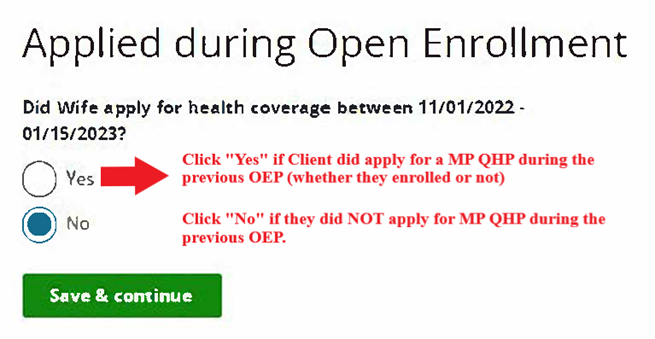 Applied during Open Enrollment
Did Wife apply for health coverage between 11/01/2022 -
01/15/2023?
Yes
Click "Yes" if Client did apply for a MP QHP during the
previous OEP (whether they enrolled or not)
No
Click "No" if they did NOT apply for MP QHP during the
previous OEP.
Save & continue